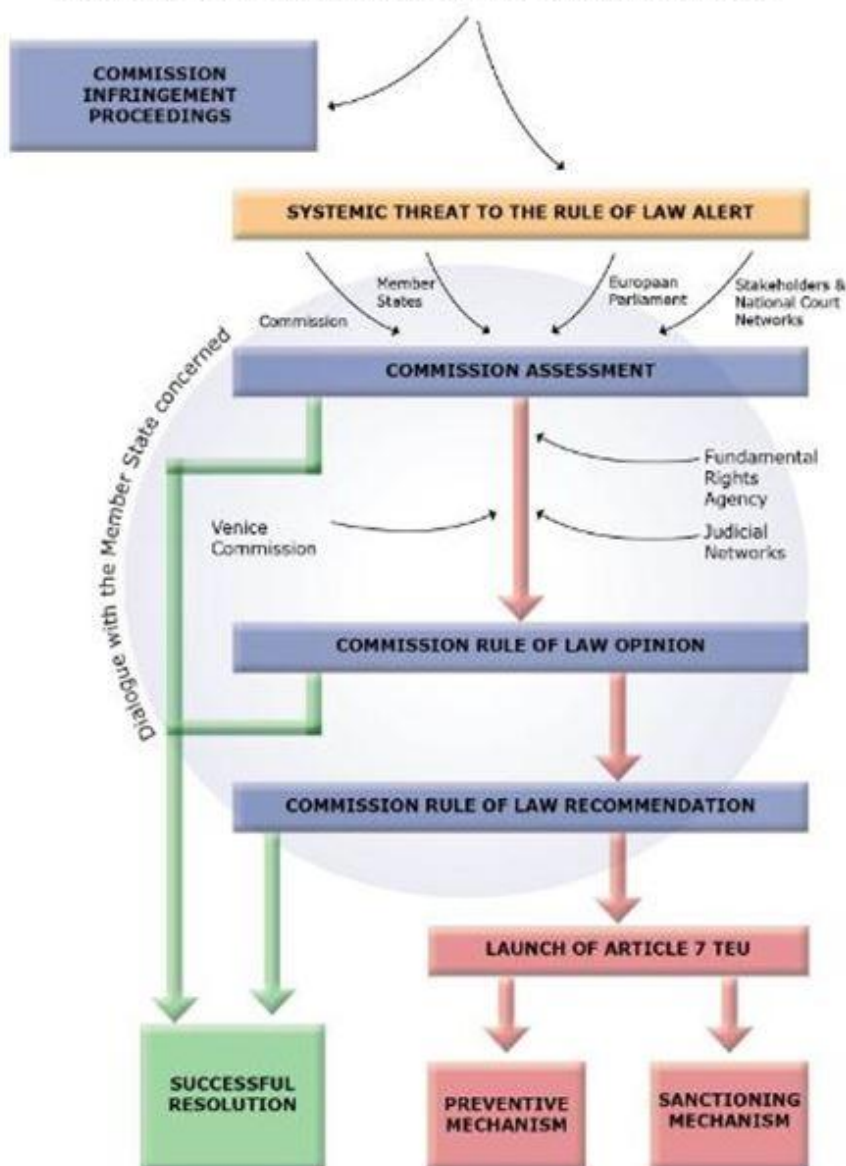 COMMISSION
INFRINGEMENT
PROCEEDINGS
SYSTEMIC THREAT TO THE RULE OF LAW ALERT
Commission
Member
States
Europaan
Parliament
Stakeholders &
National Court
Networks
COMMISSION ASSESSMENT
Dialogue with the Member State concerned
Fundamental
Rights
Agency
Venice
Commission
Judicial
Networks
COMMISSION RULE OF LAW OPINION
COMMISSION RULE OF LAW RECOMMENDATION
LAUNCH OF ARTICLE 7 TEU
SUCCESSFUL
RESOLUTION
PREVENTIVE
MECHANISM
SANCTIONING
MECHANISM